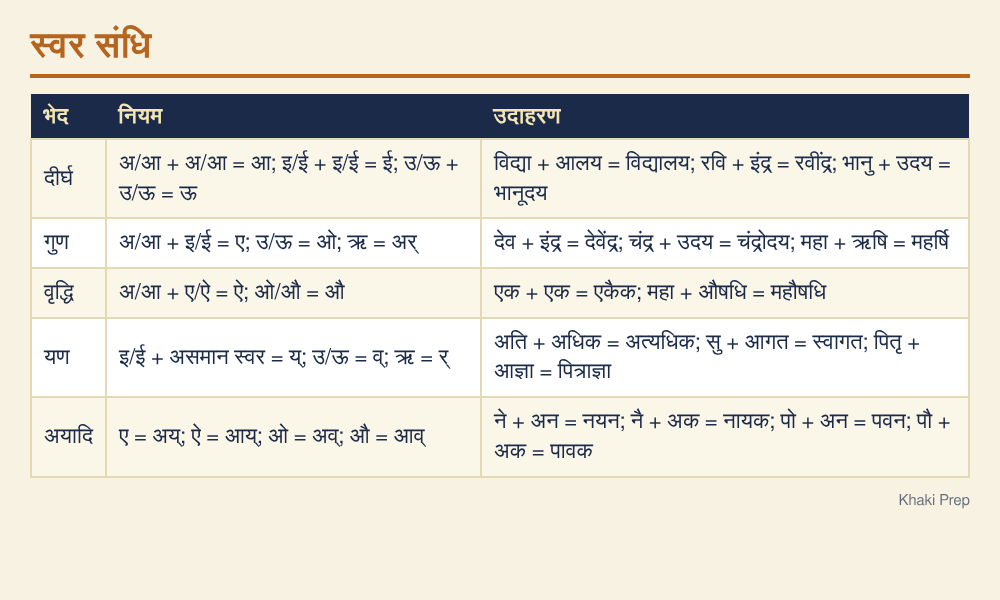 स्वर संधि
भेद नियम उदाहरण
दीर्घ अ/आ + अ/आ = आ; इ/ई + इ/ई = ई; उ/ऊ + विद्या + आलय = विद्यालय; रवि + इंद्र = रवींद्र; भानु + उदय =
उ/ऊ = ऊ भानूदय
गुण अ/आ + इ/ई = ए; उ/ऊ = ओ; ऋ = अर् देव + इंद्र = देवेंद्र; चंद्र + उदय = चंद्रोदय; महा + ऋषि = महर्षि
वृद्धि अ/आ + ए/ऐ = ऐ; ओ/औ = औ एक + एक = एकैक; महा + औषधि = महौषधि
यण इ/ई + असमान स्वर = य्; उ/ऊ = व्; ऋ = र् अति + अधिक = अत्यधिक; सु + आगत = स्वागत; पितृ +
आज्ञा = पित्राज्ञा
अयादि ए = अय्; ऐ = आय्; ओ = अव्; औ = आव् ने + अन = नयन; नै + अक = नायक; पो + अन = पवन; पौ +
अक = पावक
Khaki Prep